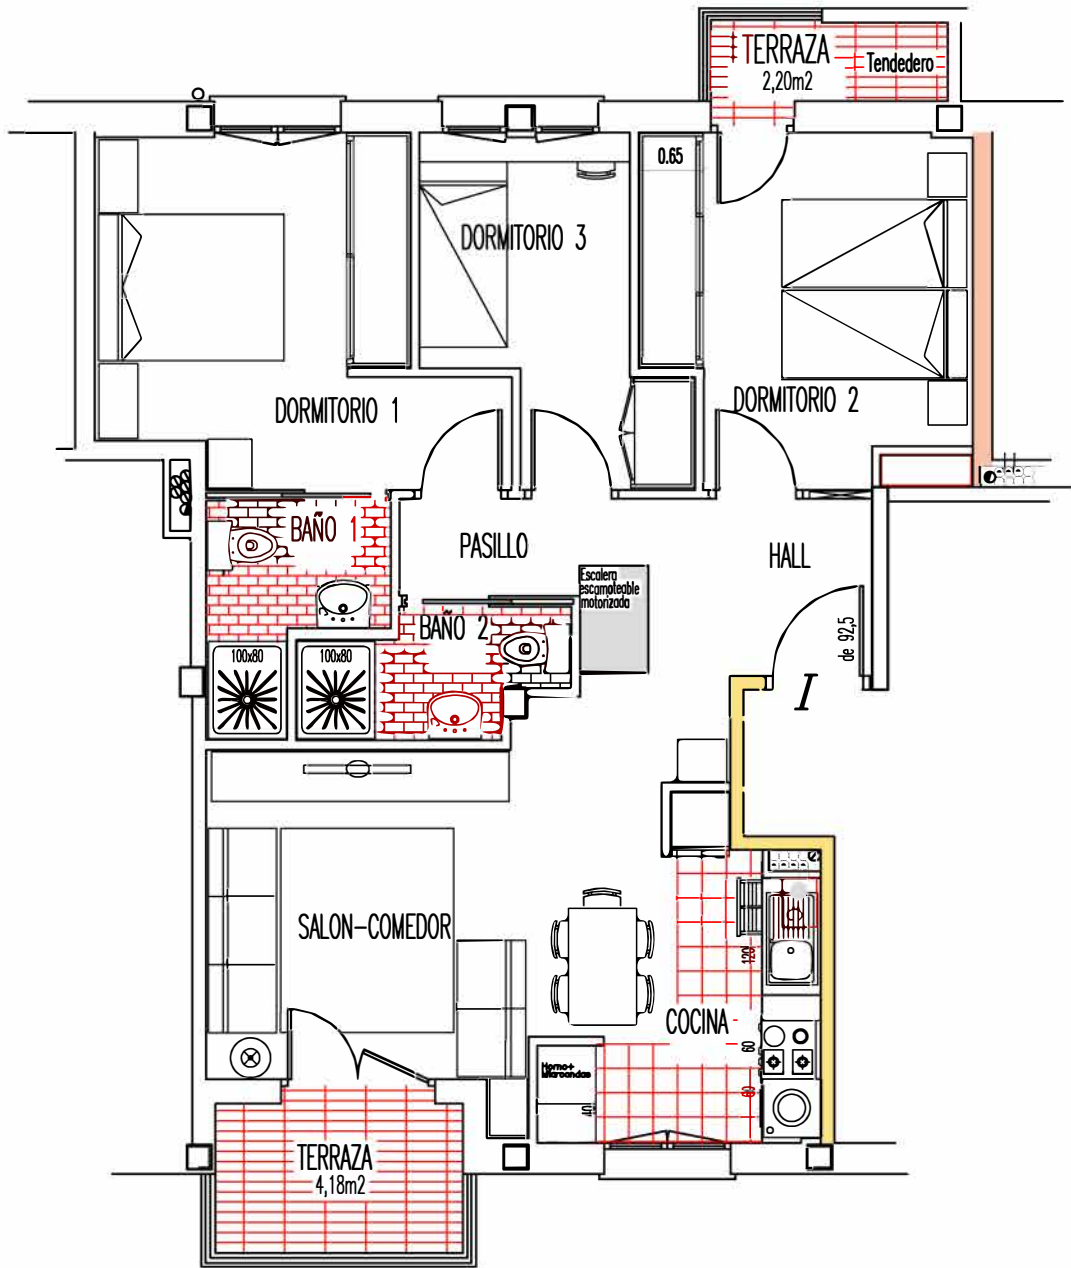 TERRAZA
2,20m2
Tendedero
0.65
DORMITORIO 3
DORMITORIO 1
DORMITORIO 2
BAÑO 1
PASILLO
HALL
Escalera
escamoteable
motorizada
BAÑO 2
de 92,5
100x80
100x80
I
SALON-COMEDOR
120
COCINA
60
Horno+
Microondas
60
40
TERRAZA
4,18m2